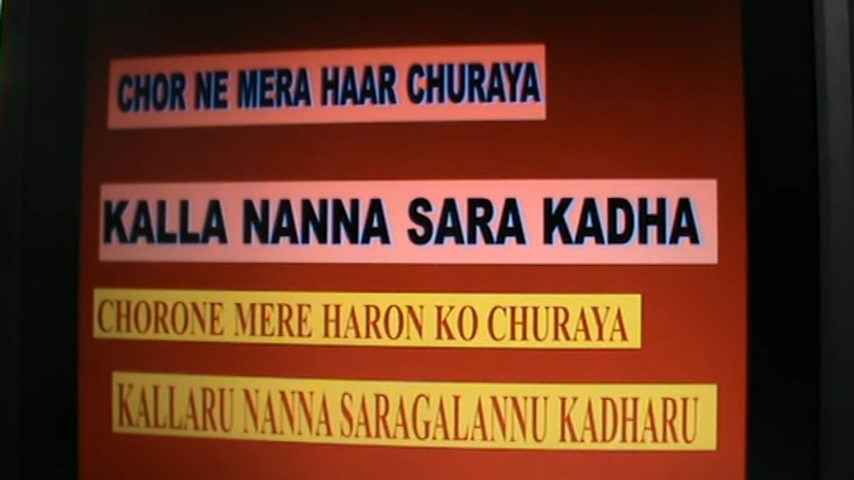 CHOR NE MERA HAAR CHURAYA
KALLA NANNA SARA KADHA
CHORONE MERE HARON KO CHURAYA
KALLARU NANNA SARAGALANNU KADHARU